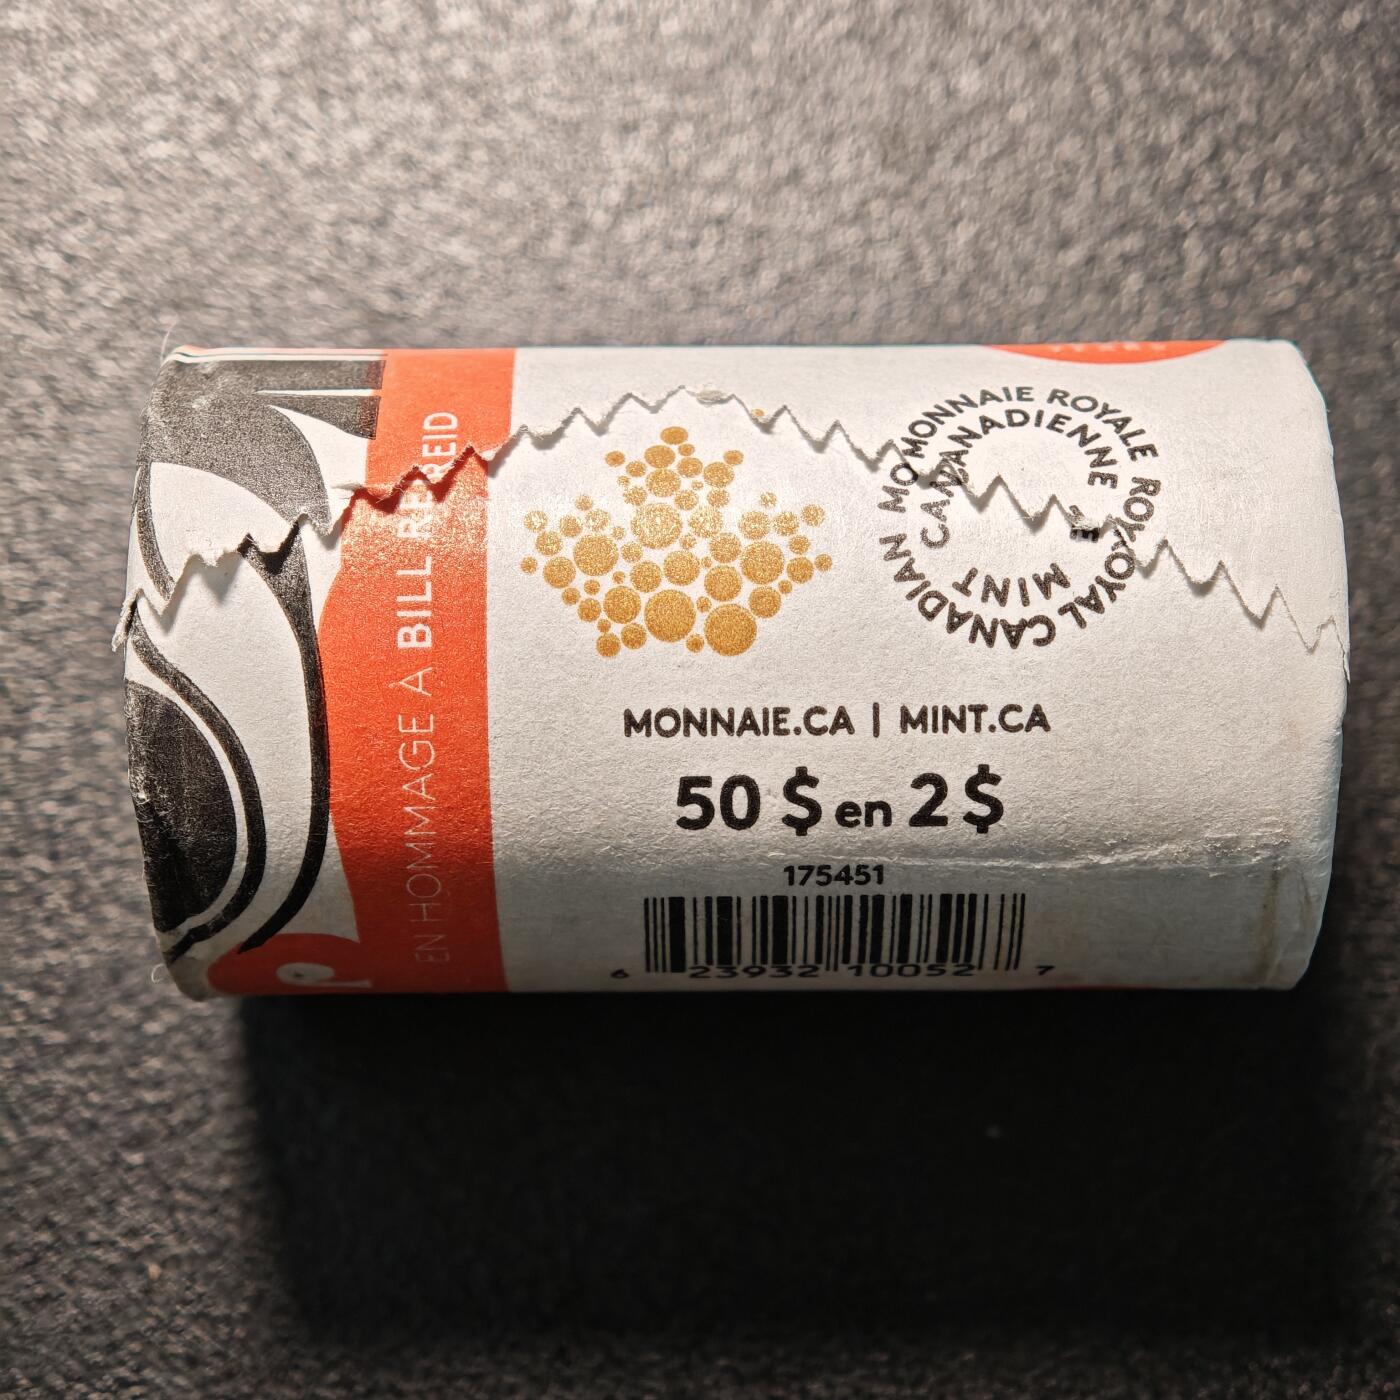 EN HOMMAGE À BILL REID
MONNAIE ROYALE
CANADIENNE
ROYAL CANADIAN
MINT
MONNAIE.CA | MINT.CA
50 $ en 2 $
175451
6 23932 10052 7